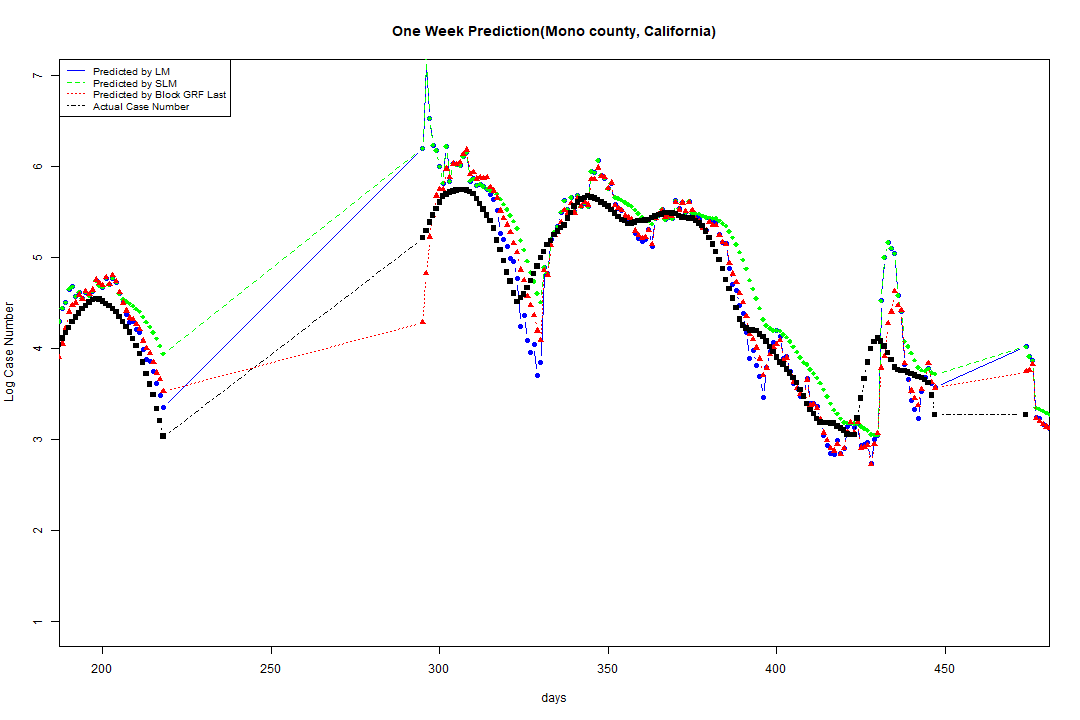 One Week Prediction(Mono county, California)
Predicted by LM
Predicted by SLM
Predicted by Block GRF Last
Actual Case Number
Log Case Number
7
6
5
4
3
2
1
200 250 300 350 400 450
days